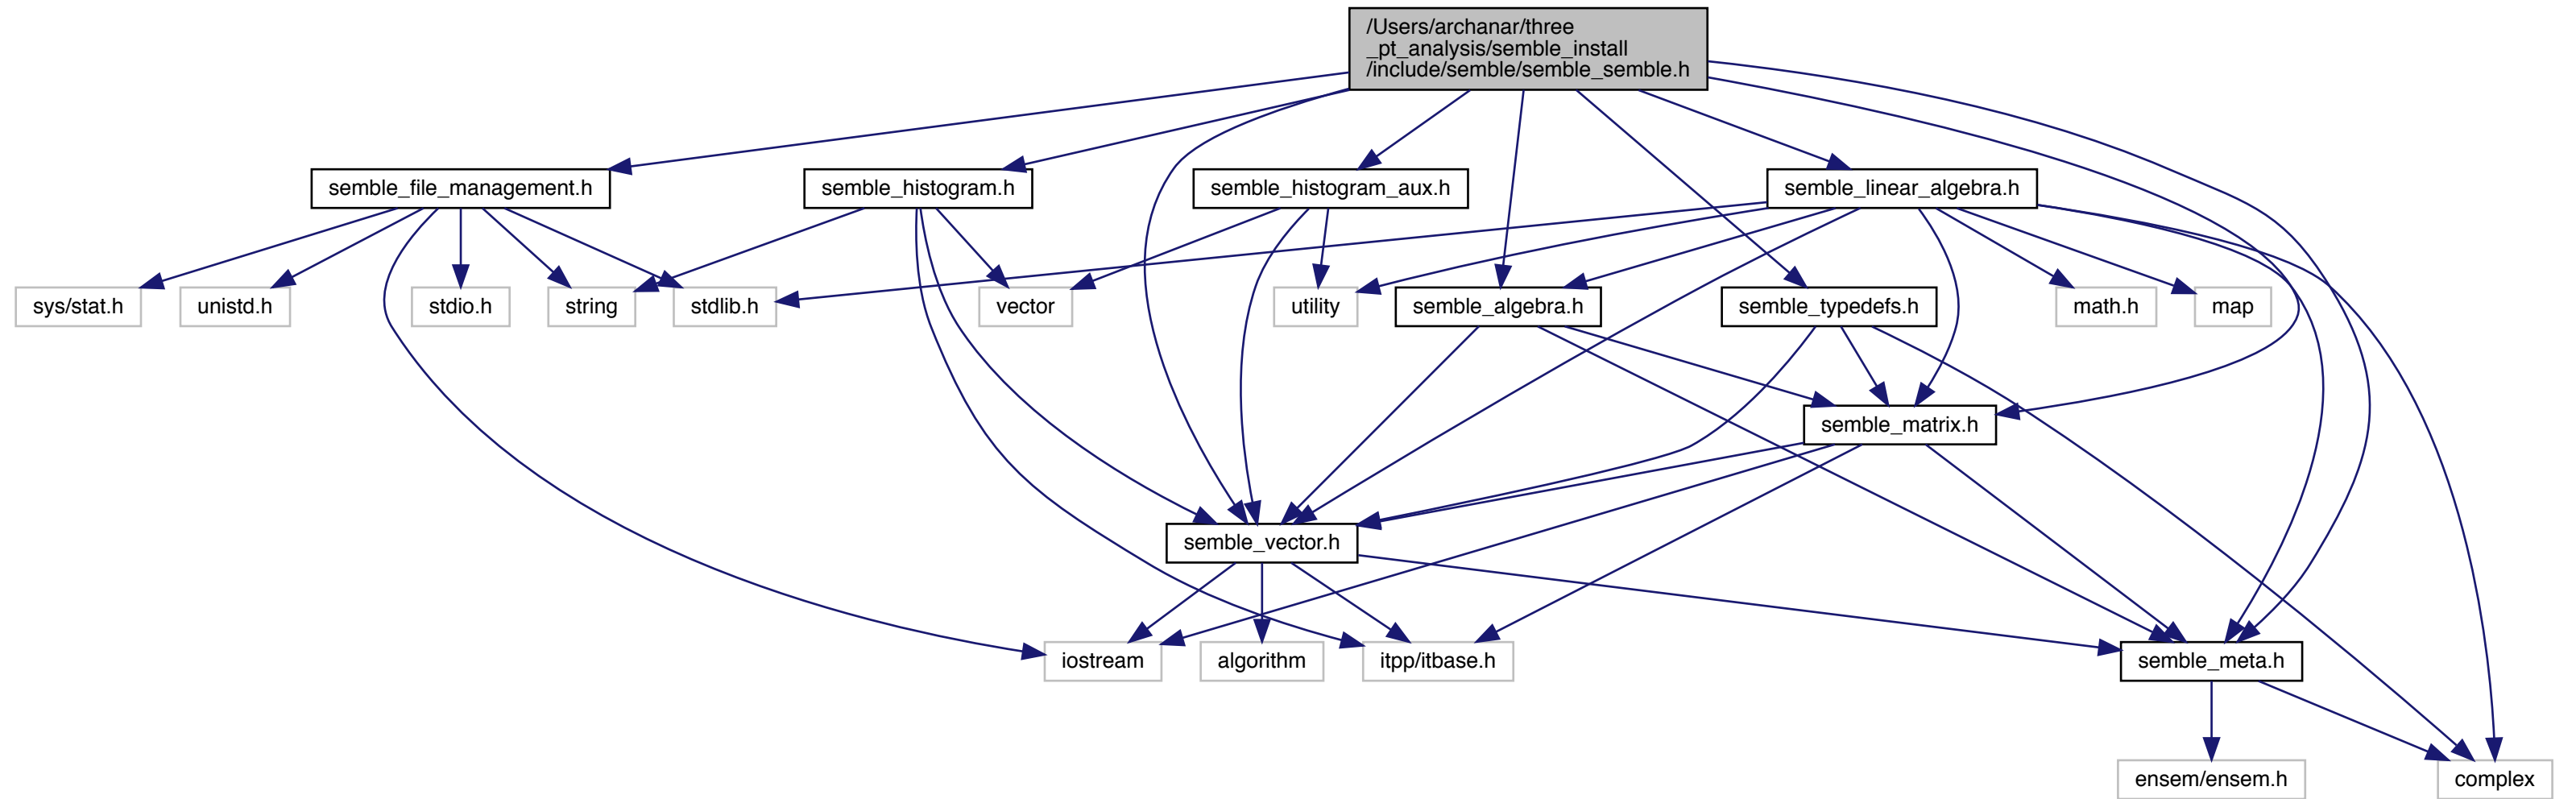 /Users/archanar/three
_pt_analysis/semble_install
/include/semble/semble_semble.h
semble_file_management.h
semble_histogram.h
semble_histogram_aux.h
semble_linear_algebra.h
sys/stat.h
unistd.h
stdio.h
string
stdlib.h
vector
utility
semble_algebra.h
semble_typedefs.h
math.h
map
semble_matrix.h
semble_vector.h
iostream
algorithm
itpp/itbase.h
semble_meta.h
ensem/ensem.h
complex